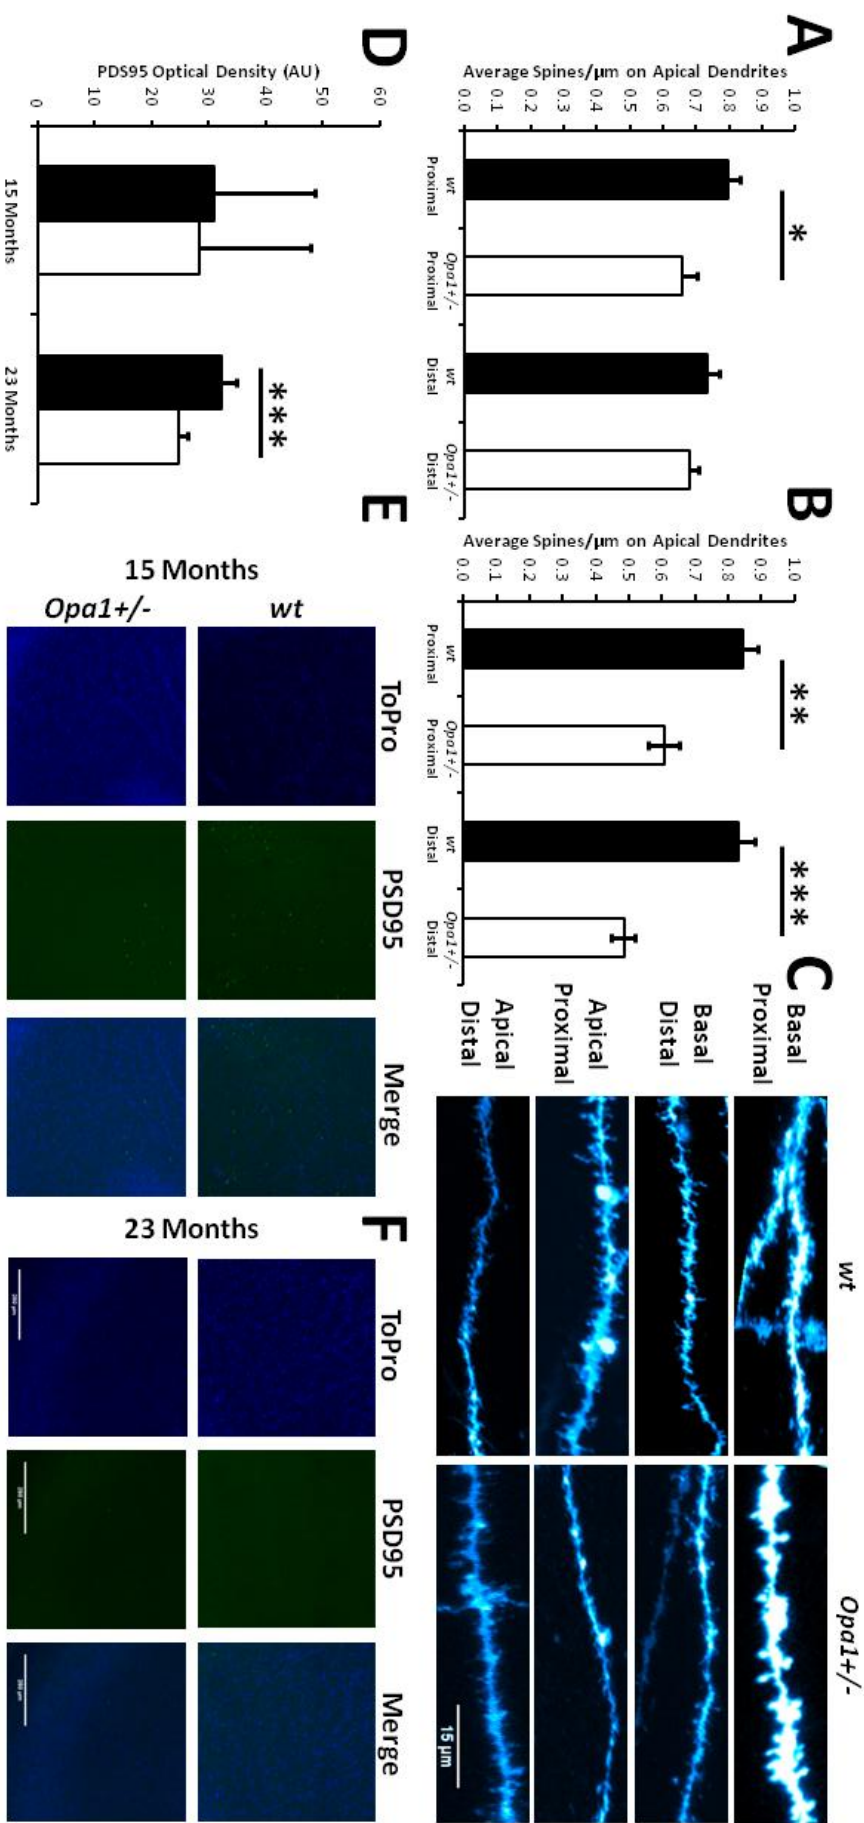 A
Average Spines/µm on Apical Dendrites
1.0
0.9
0.8
0.7
0.6
0.5
0.4
0.3
0.2
0.1
0.0
*
wt
Proximal
Opa1+/-
Proximal
wt
Distal
Opa1+/-
Distal
B
Average Spines/µm on Apical Dendrites
1.0
0.9
0.8
0.7
0.6
0.5
0.4
0.3
0.2
0.1
0.0
**
***
wt
Proximal
Opa1+/-
Proximal
wt
Distal
Opa1+/-
Distal
C
wt
Opa1+/-
Basal
Proximal
Basal
Distal
Apical
Proximal
Apical
Distal
15 µm
D
PDS95 Optical Density (AU)
60
50
40
30
20
10
0
***
15 Months
23 Months
E
ToPro
PSD95
Merge
15 Months
wt
Opa1+/-
F
ToPro
PSD95
Merge
23 Months